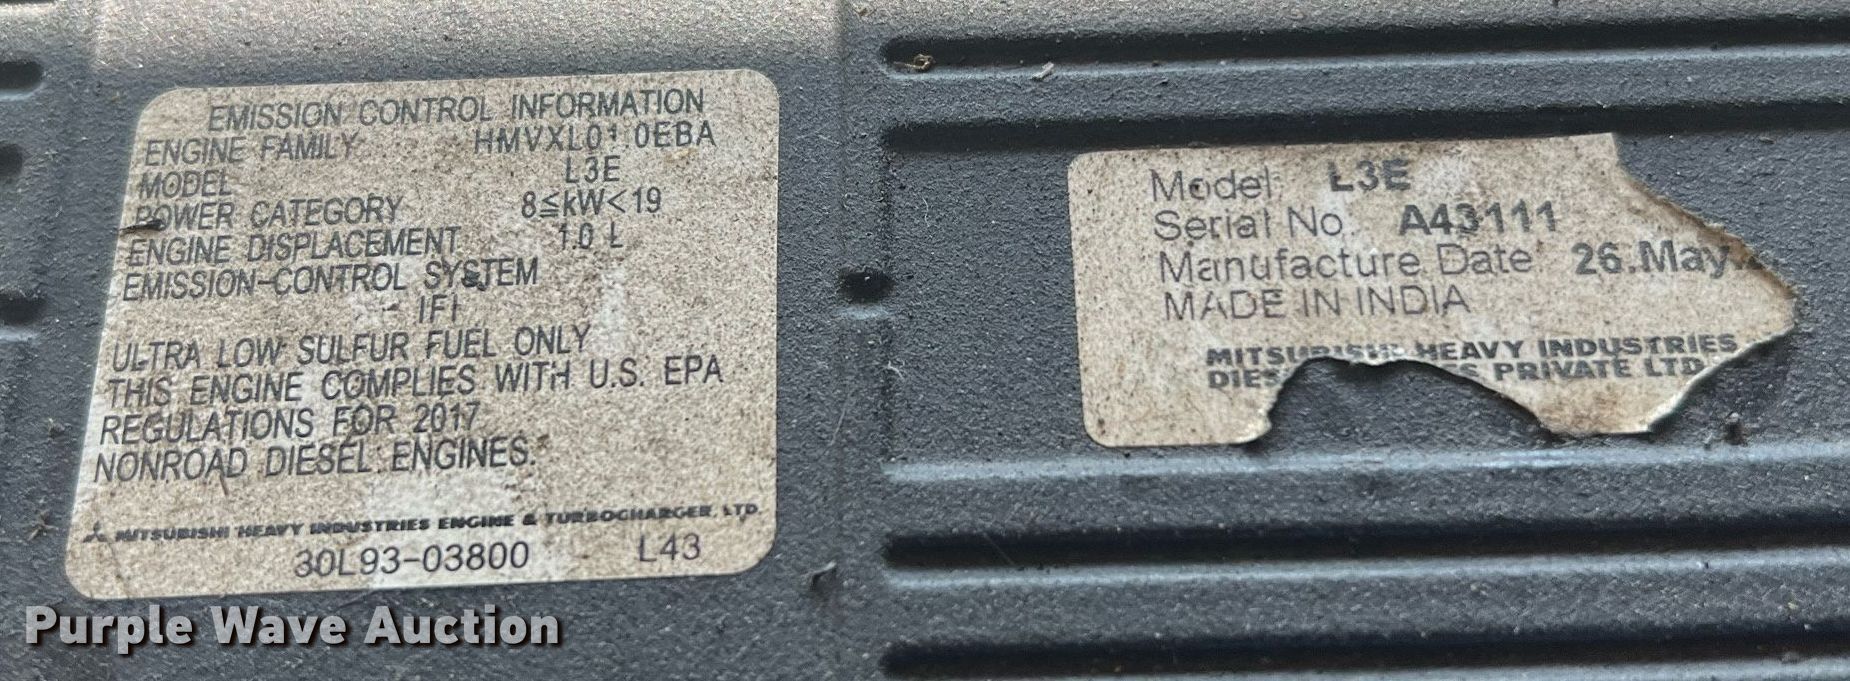 EMISSION CONTROL INFORMATION
ENGINE FAMILY HMVXL01.0EBA
MODEL L3E
POWER CATEGORY 8≦kW<19
ENGINE DISPLACEMENT 1.0 L
EMISSION-CONTROL SYSTEM
IFI
ULTRA LOW SULFUR FUEL ONLY
THIS ENGINE COMPLIES WITH U.S. EPA
REGULATIONS FOR 2017
NONROAD DIESEL ENGINES.
MITSUBISHI HEAVY INDUSTRIES ENGINE & TURBOCHARGER, LTD.
30L93-03800 L43
Model L3E
Serial No. A43111
Manufacture Date 26.May.
MADE IN INDIA
MITSUBISHI HEAVY INDUSTRIES
PRIVATE LTD
Purple Wave Auction